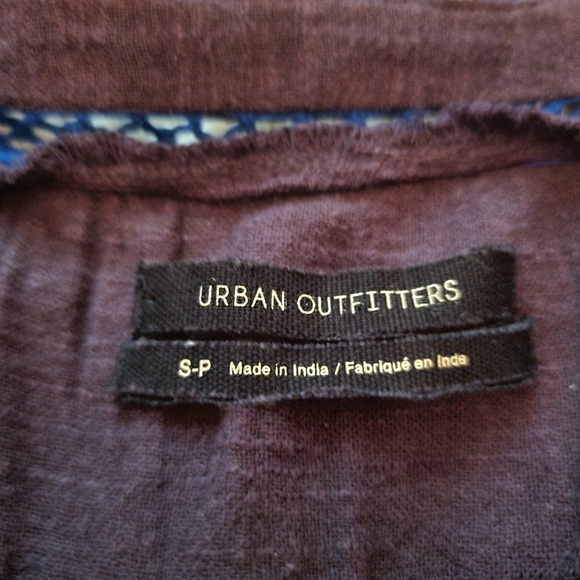 URBAN OUTFITTERS
S-P Made in India / Fabriqué en Inde